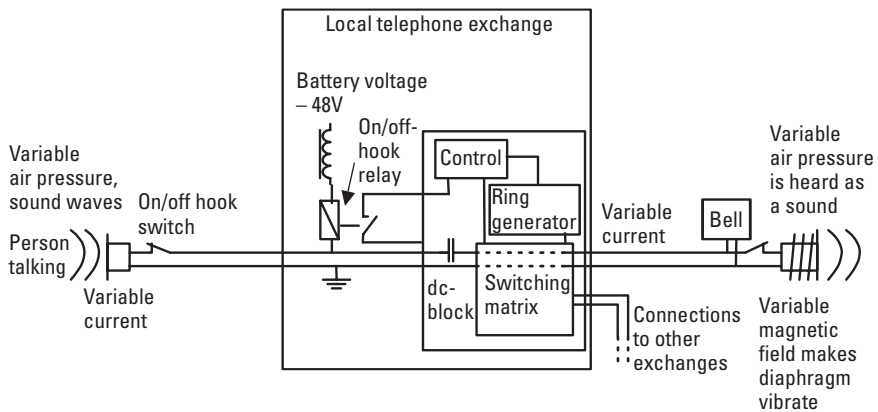 Local telephone exchange
Battery voltage
– 48V
On/off-
hook
relay
Control
Ring
generator
Variable
air pressure,
sound waves
On/off hook
switch
Person
talking
Variable
current
dc-
block
Switching
matrix
Variable
current
Bell
Variable
air pressure
is heard as
a sound
Connections
to other
exchanges
Variable
magnetic
field makes
diaphragm
vibrate